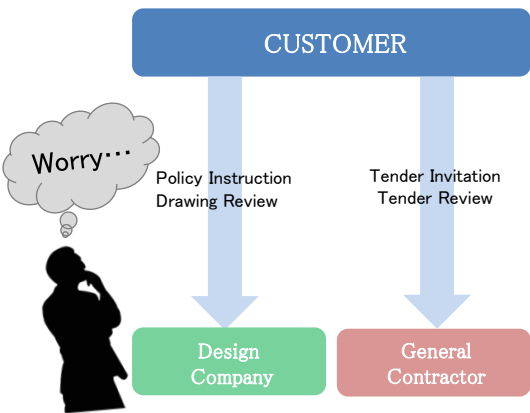 CUSTOMER
Worry…
Policy Instruction
Drawing Review
Tender Invitation
Tender Review
Design
Company
General
Contractor